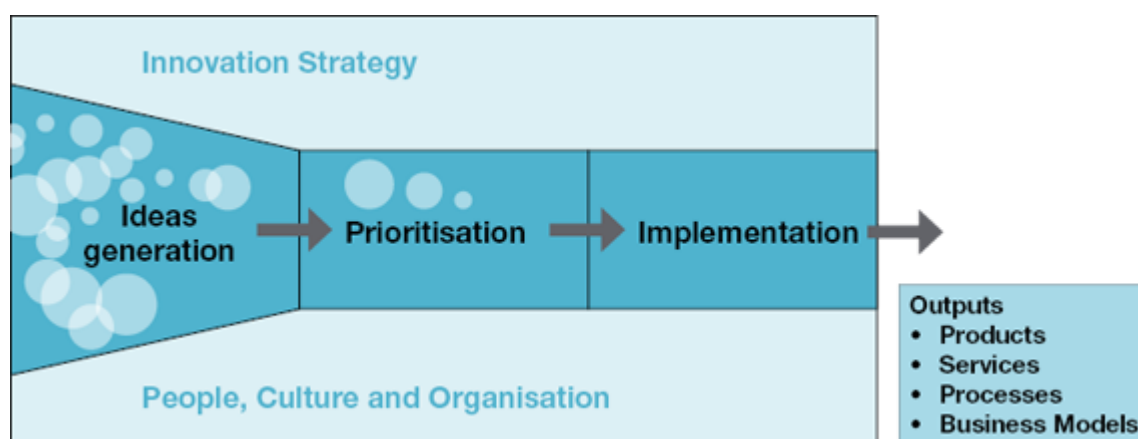 Innovation Strategy
Ideas
generation
Prioritisation
Implementation
People, Culture and Organisation
Outputs
• Products
• Services
• Processes
• Business Models